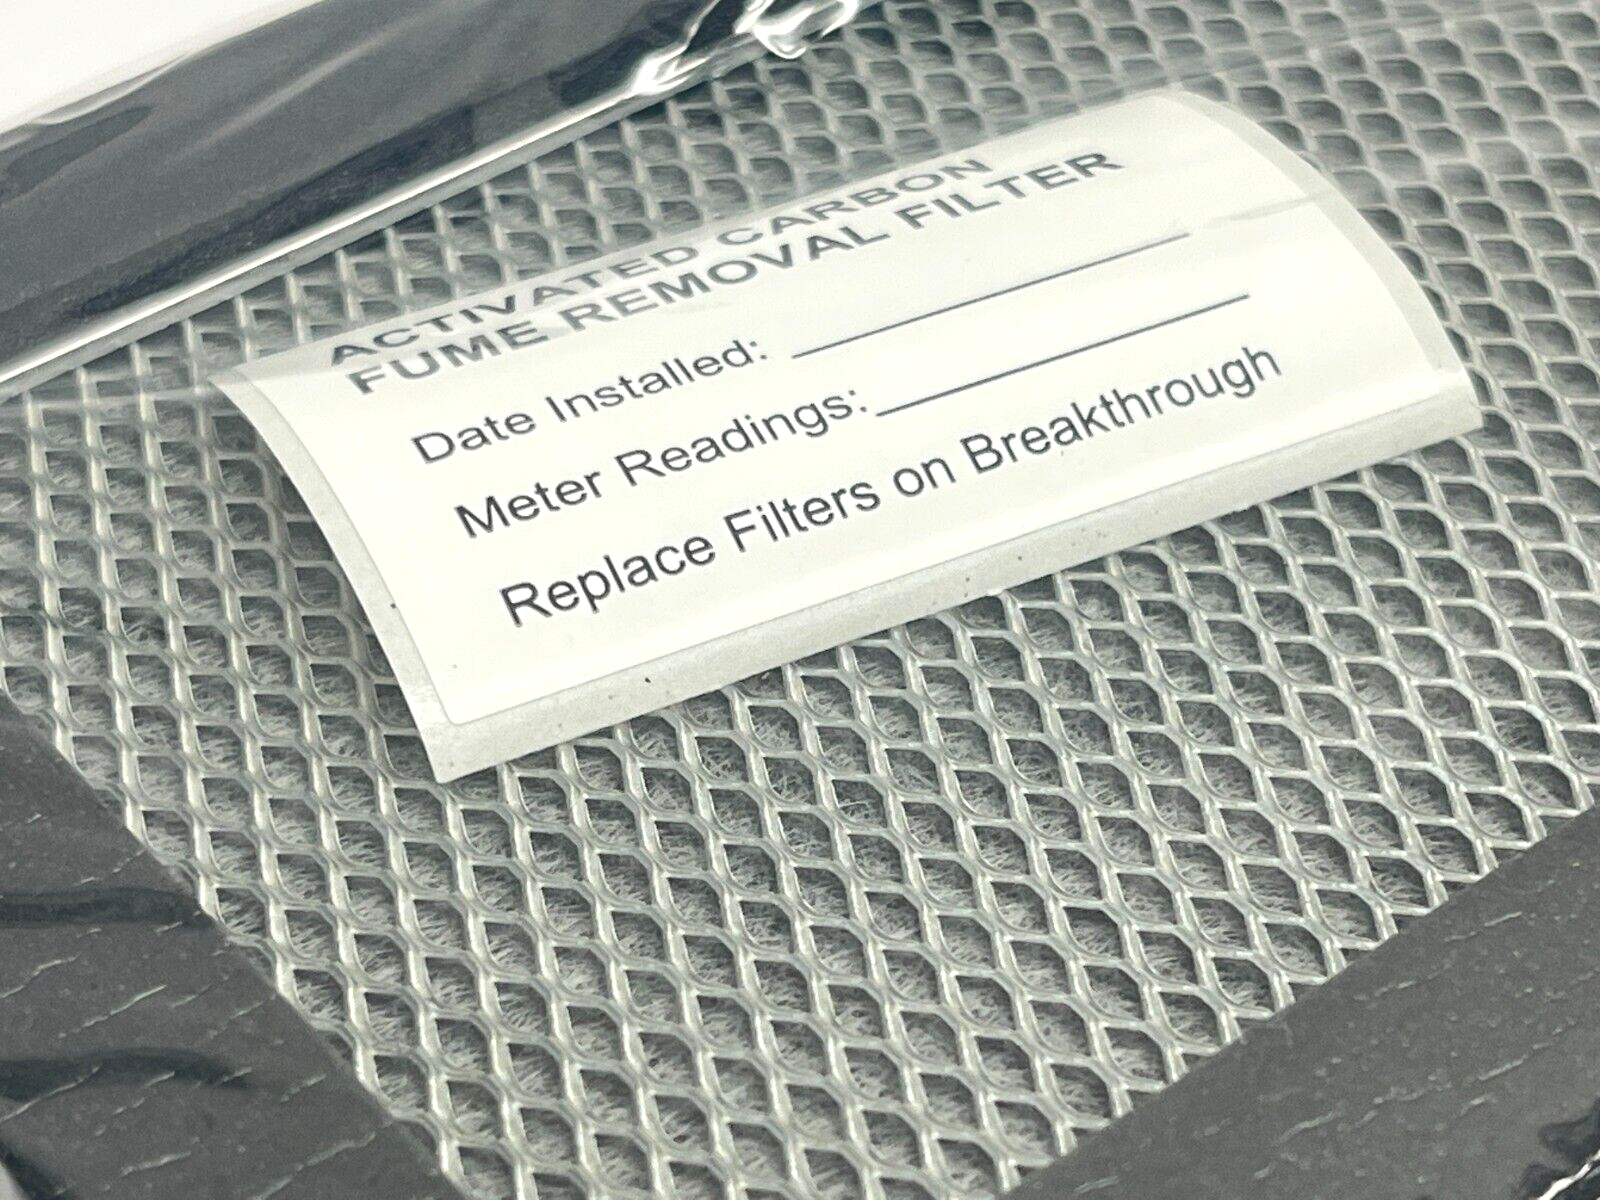 ACTIVATED CARBON
FUME REMOVAL FILTER
Date Installed:
Meter Readings:
Replace Filters on Breakthrough